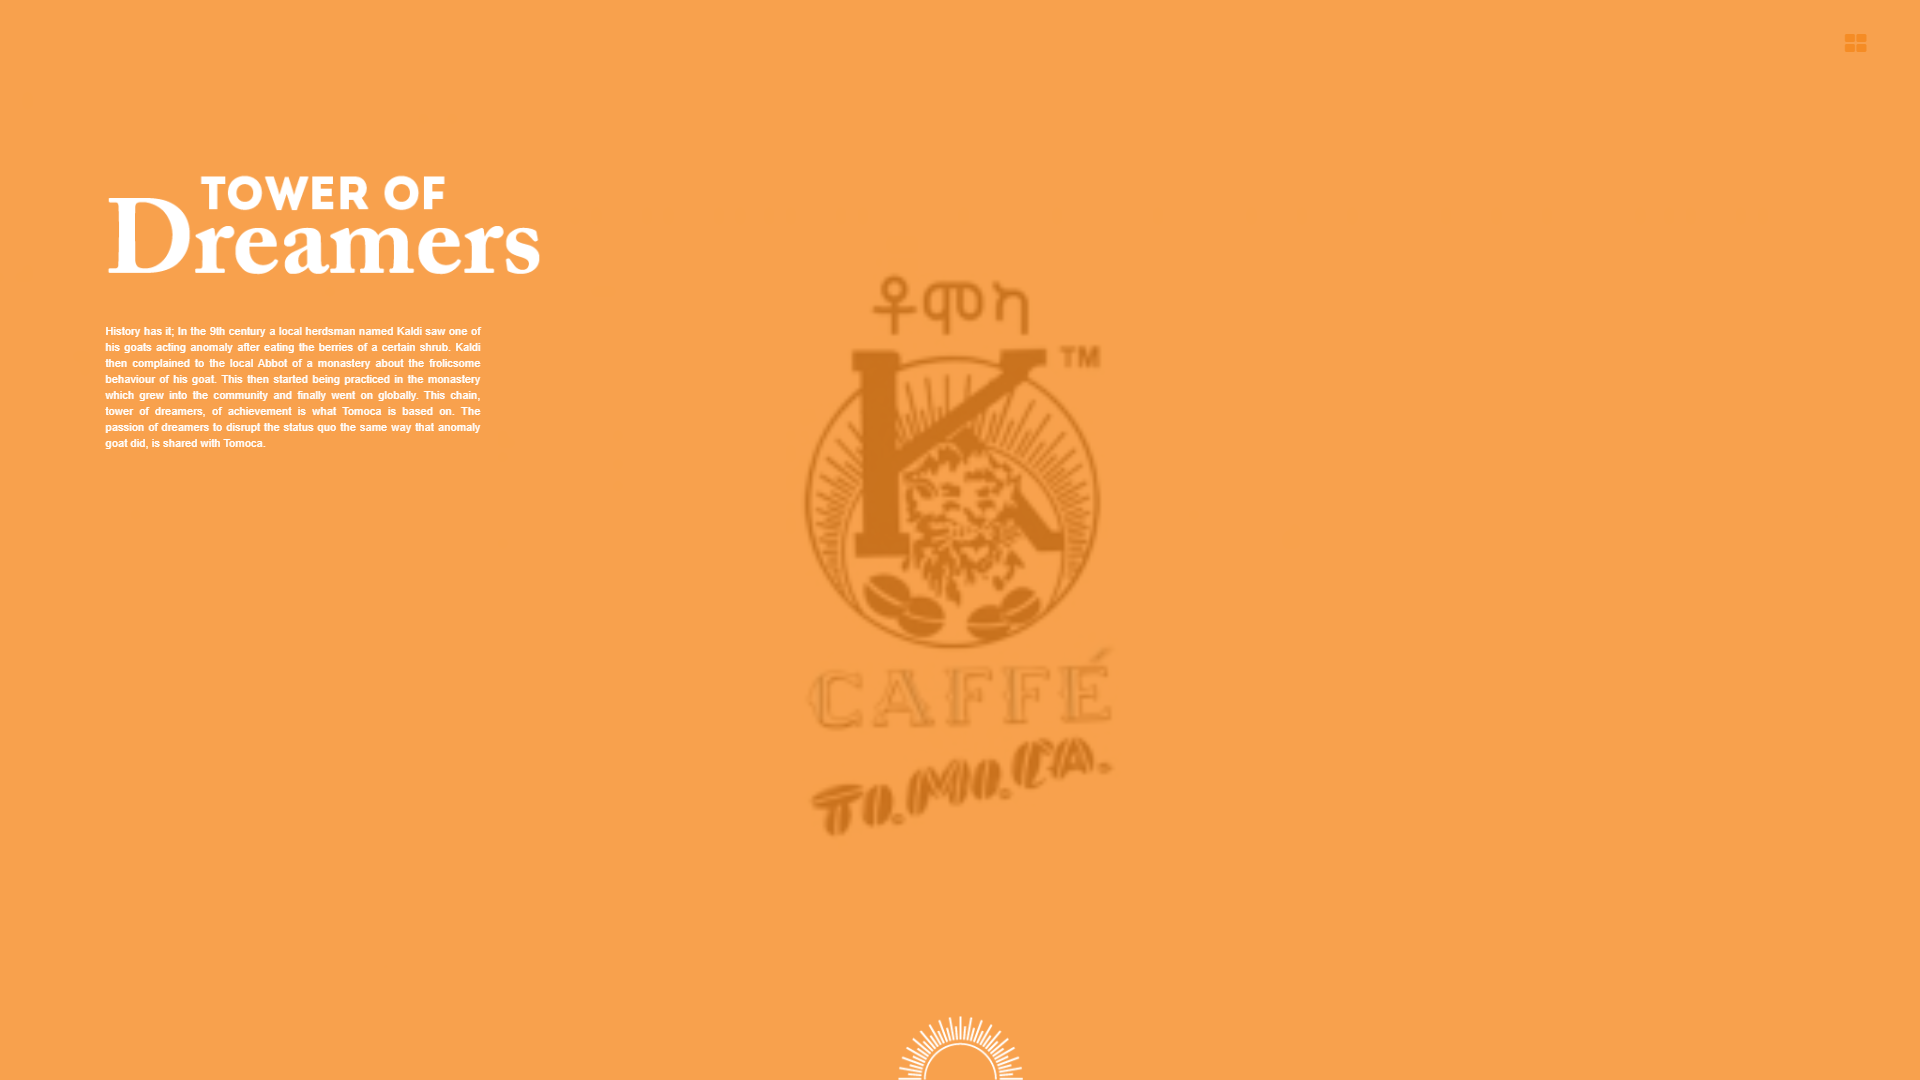 TOWER OF
Dreamers
History has it; In the 9th century a local herdsman named Kaldi saw one of
his goats acting anomaly after eating the berries of a certain shrub. Kaldi
then complained to the local Abbot of a monastery about the frolicsome
behaviour of his goat. This then started being practiced in the monastery
which grew into the community and finally went on globally. This chain,
tower of dreamers, of achievement is what Tomoca is based on. The
passion of dreamers to disrupt the status quo the same way that anomaly
goat did, is shared with Tomoca.
ቶሞካ
K TM
CAFFÉ
TO.MO.CA.